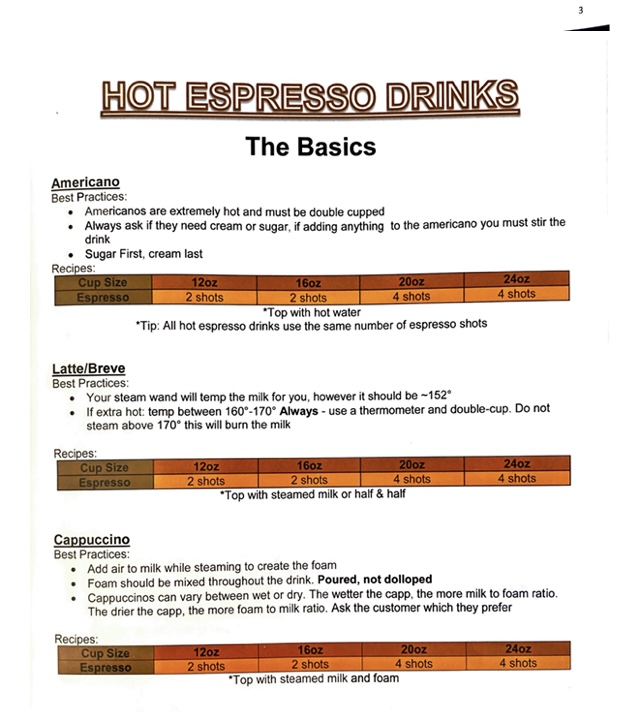 3
HOT ESPRESSO DRINKS
The Basics
Americano
Best Practices:
• Americanos are extremely hot and must be double cupped
• Always ask if they need cream or sugar, if adding anything to the americano you must stir the
drink
• Sugar First, cream last
Recipes:
Cup Size 12oz 16oz 20oz 24oz
Espresso 2 shots 2 shots 4 shots 4 shots
*Top with hot water
*Tip: All hot espresso drinks use the same number of espresso shots
Latte/Breve
Best Practices:
• Your steam wand will temp the milk for you, however it should be ~152°
• If extra hot: temp between 160°-170° Always - use a thermometer and double-cup. Do not
steam above 170° this will burn the milk
Recipes:
Cup Size 12oz 16oz 20oz 24oz
Espresso 2 shots 2 shots 4 shots 4 shots
*Top with steamed milk or half & half
Cappuccino
Best Practices:
• Add air to milk while steaming to create the foam
• Foam should be mixed throughout the drink. Poured, not dolloped
• Cappuccinos can vary between wet or dry. The wetter the capp, the more milk to foam ratio.
The drier the capp, the more foam to milk ratio. Ask the customer which they prefer
Recipes:
Cup Size 12oz 16oz 20oz 24oz
Espresso 2 shots 2 shots 4 shots 4 shots
*Top with steamed milk and foam